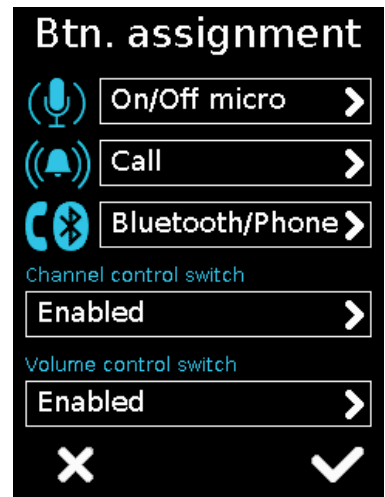 Btn. assignment
On/Off micro
Call
Bluetooth/Phone
Channel control switch
Enabled
Volume control switch
Enabled